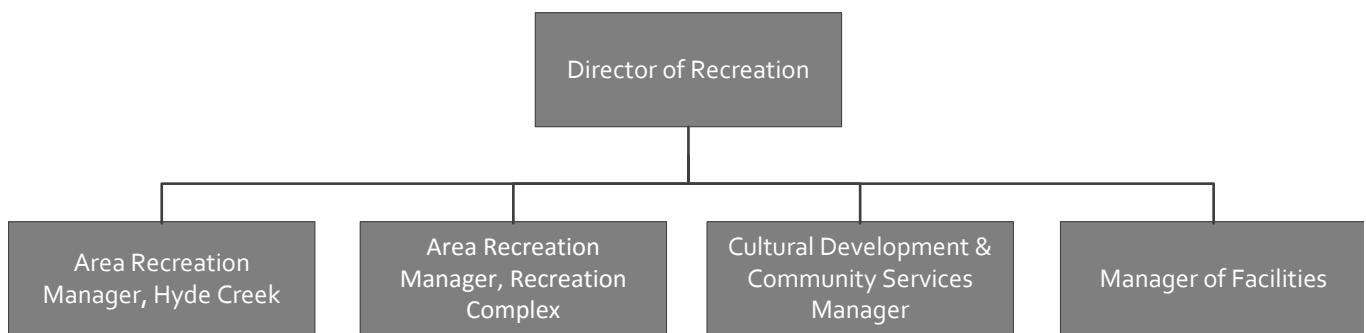 Director of Recreation
Area Recreation
Manager, Hyde Creek
Area Recreation
Manager, Recreation
Complex
Cultural Development &
Community Services
Manager
Manager of Facilities